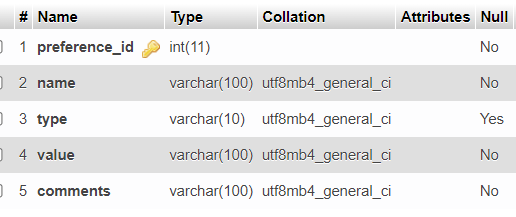 # Name Type Collation Attributes Null
1 preference_id int(11) No
2 name varchar(100) utf8mb4_general_ci No
3 type varchar(10) utf8mb4_general_ci Yes
4 value varchar(100) utf8mb4_general_ci No
5 comments varchar(100) utf8mb4_general_ci No